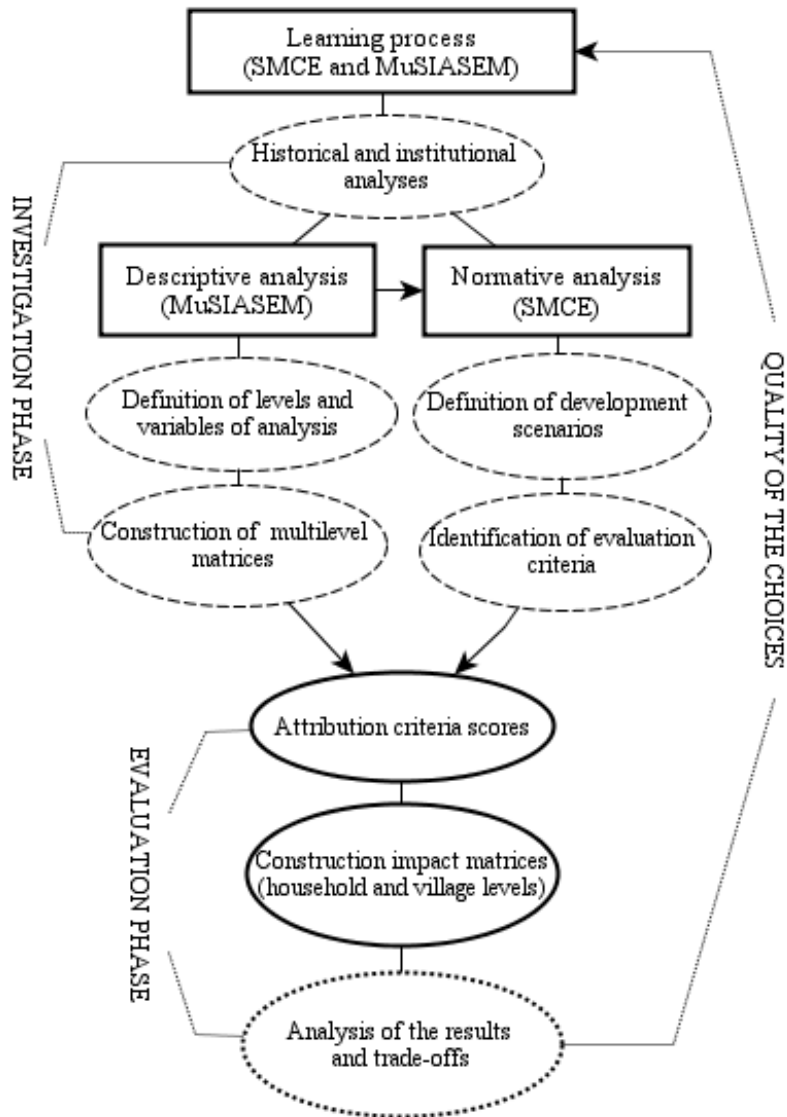 Learning process
(SMCE and MuSIASEM)
Historical and institutional
analyses
INVESTIGATION PHASE
Descriptive analysis
(MuSIASEM)
Normative analysis
(SMCE)
Definition of levels and
variables of analysis
Definition of development
scenarios
Construction of multilevel
matrices
Identification of evaluation
criteria
QUALITY OF THE CHOICES
Attribution criteria scores
EVALUATION PHASE
Construction impact matrices
(household and village levels)
Analysis of the results
and trade-offs